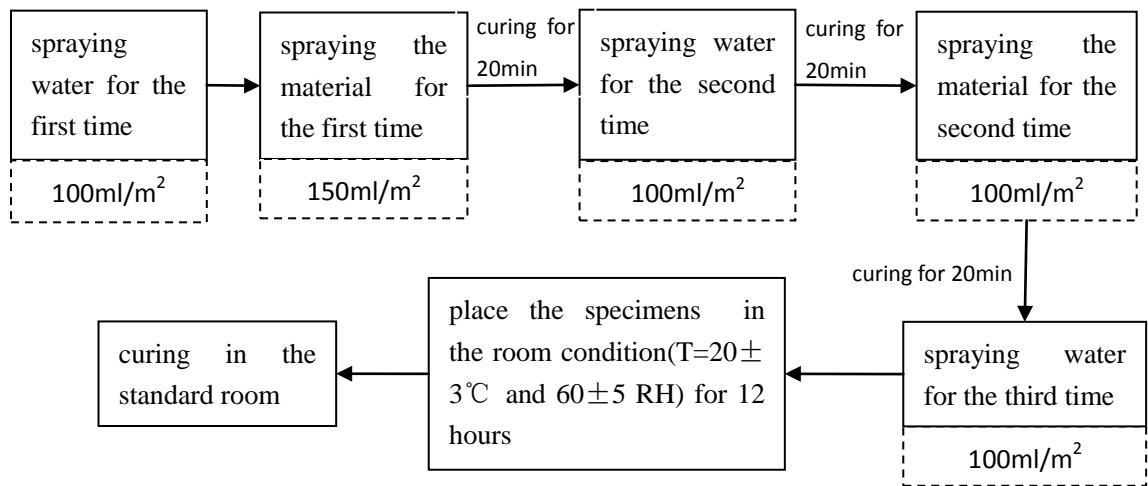 spraying
water for the
first time
100ml/m²
spraying the
material for
the first time
150ml/m²
curing for
20min
spraying water
for the second
time
100ml/m²
curing for
20min
spraying the
material for the
second time
100ml/m²
curing for 20min
spraying water
for the third time
100ml/m²
place the specimens in
the room condition(T=20±
3℃ and 60±5 RH) for 12
hours
curing in the
standard room